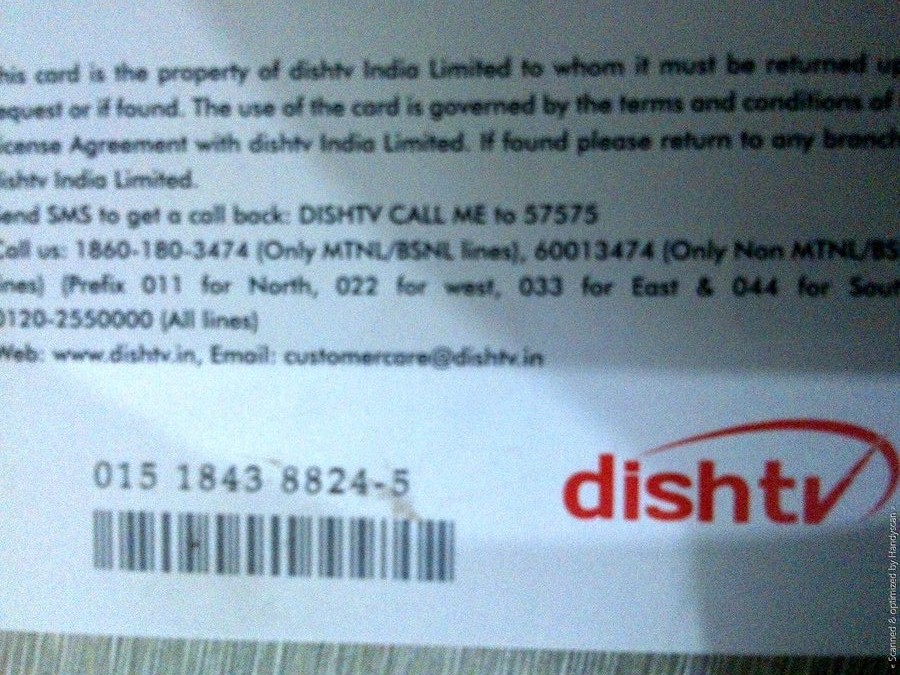 his card is the property of dishtv India Limited to whom it must be returned up
equest or if found. The use of the card is governed by the terms and conditions of
icense Agreement with dishtv India Limited. If found please return to any branch
ishtv India Limited.
end SMS to get a call back: DISHTV CALL ME to 57575
Call us: 1860-180-3474 (Only MTNL/BSNL lines), 60013474 (Only Non MTNL/BS
ines) (Prefix 011 for North, 022 for west, 033 for East & 044 for Sout
0120-2550000 (All lines)
Web: www.dishtv.in, Email: customercare@dishtv.in
015 1843 8824-5
dishtv
« Scanned & optimized by Handyscan »